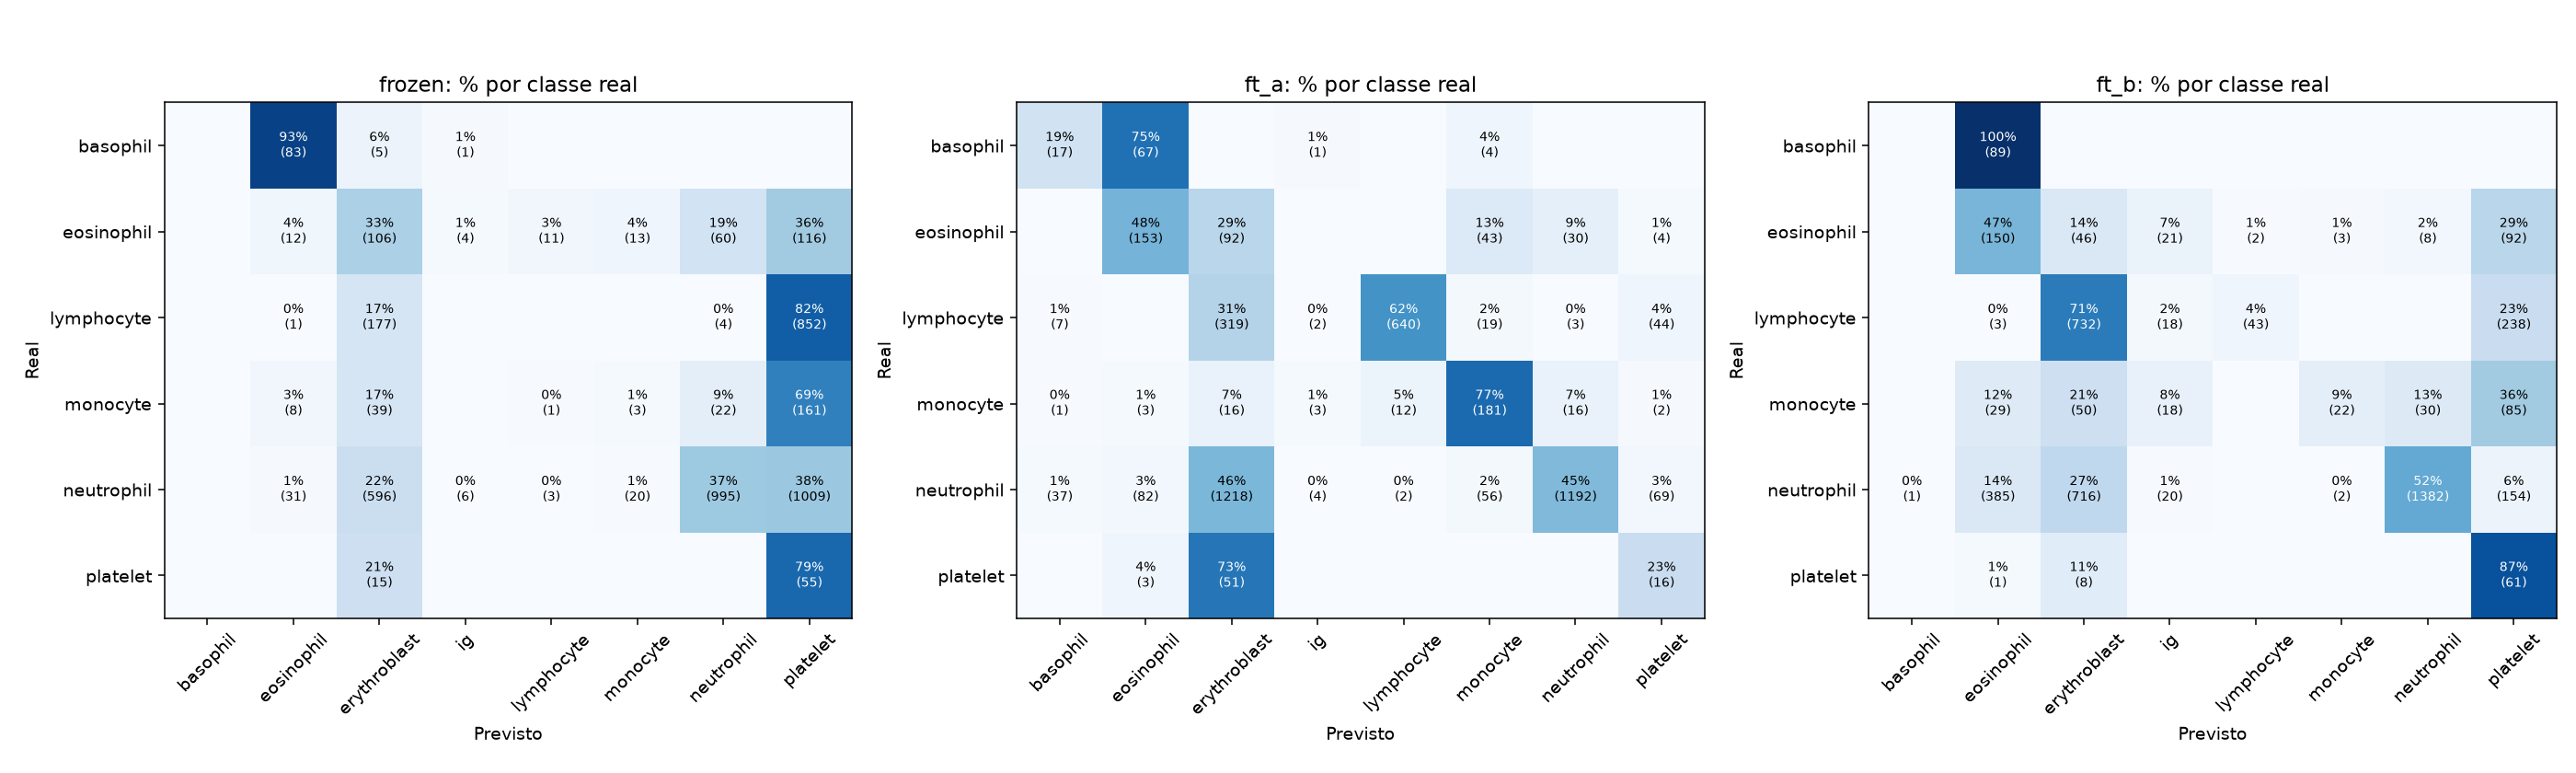 frozen: % por classe real
Real
basophil
93% 6% 1%
(83) (5) (1)
eosinophil
4% 33% 1% 3% 4% 19% 36%
(12) (106) (4) (11) (13) (60) (116)
lymphocyte
0% 17% 0% 82%
(1) (177) (4) (852)
monocyte
3% 17% 0% 1% 9% 69%
(8) (39) (1) (3) (22) (161)
neutrophil
1% 22% 0% 0% 1% 37% 38%
(31) (596) (6) (3) (20) (995) (1009)
platelet
21% 79%
(15) (55)
basophil eosinophil erythroblast ig lymphocyte monocyte neutrophil platelet
Previsto
ft_a: % por classe real
Real
basophil
19% 75% 1% 4%
(17) (67) (1) (4)
eosinophil
48% 29% 13% 9% 1%
(153) (92) (43) (30) (4)
lymphocyte
1% 31% 0% 62% 2% 0% 4%
(7) (319) (2) (640) (19) (3) (44)
monocyte
0% 1% 7% 1% 5% 77% 7% 1%
(1) (3) (16) (3) (12) (181) (16) (2)
neutrophil
1% 3% 46% 0% 0% 2% 45% 3%
(37) (82) (1218) (4) (2) (56) (1192) (69)
platelet
4% 73% 23%
(3) (51) (16)
basophil eosinophil erythroblast ig lymphocyte monocyte neutrophil platelet
Previsto
ft_b: % por classe real
Real
basophil
100%
(89)
eosinophil
47% 14% 7% 1% 1% 2% 29%
(150) (46) (21) (2) (3) (8) (92)
lymphocyte
0% 71% 2% 4% 23%
(3) (732) (18) (43) (238)
monocyte
12% 21% 8% 9% 13% 36%
(29) (50) (18) (22) (30) (85)
neutrophil
0% 14% 27% 1% 0% 52% 6%
(1) (385) (716) (20) (2) (1382) (154)
platelet
1% 11% 87%
(1) (8) (61)
basophil eosinophil erythroblast ig lymphocyte monocyte neutrophil platelet
Previsto